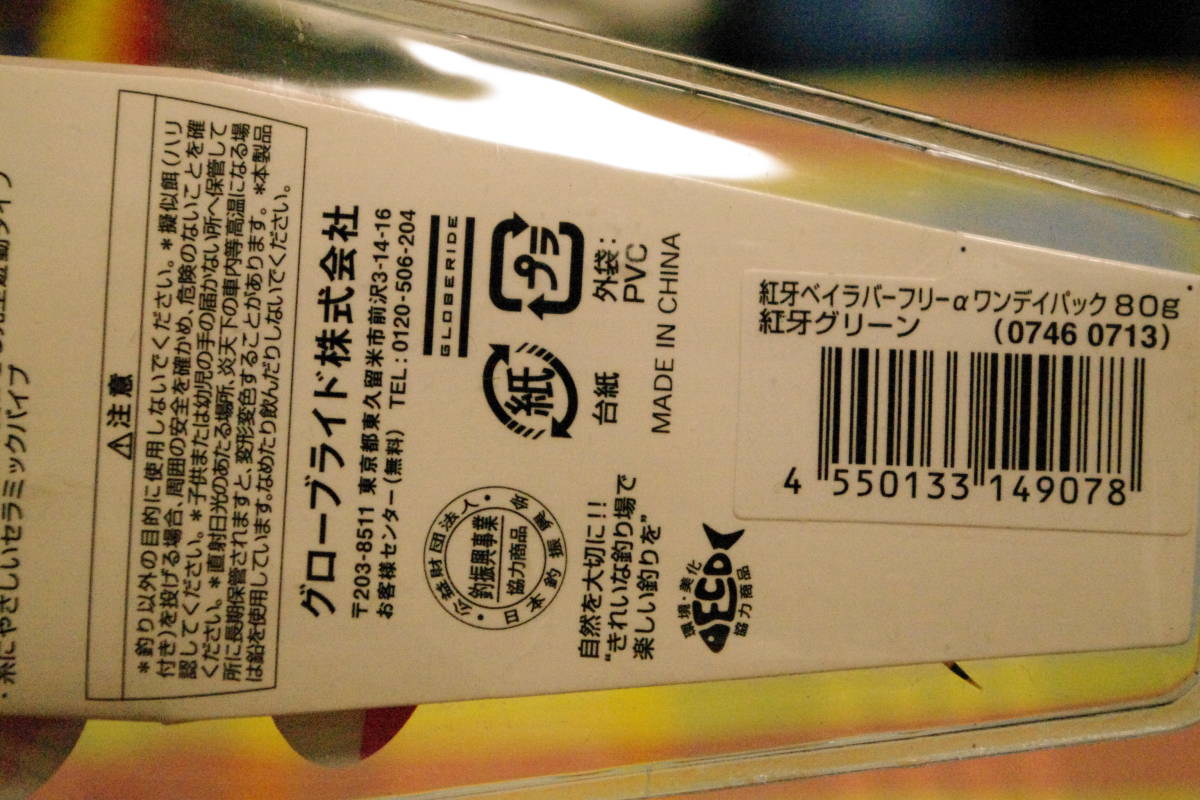 ・糸にやさしいセラミックパイプ
⚠注意
*釣り以外の目的に使用しないでください。*擬似餌(ハリ
付き)を投げる場合、周囲の安全を確かめ、危険のないことを確
認してください。*子供または幼児の手の届かない所へ保管して
ください。*直射日光のあたる場所、炎天下の車内等高温になる場
所に長期保管されますと、変形変色することがあります。*本製品
は鉛を使用しています。なめたり飲んだりしないでください。
グローブライド株式会社
〒203-8511 東京都東久留米市前沢3-14-16
お客様センター(無料) TEL:0120-506-204
GLOBERIDE
公益財団法人
釣振興事業
協力商品
日本釣振興会
紙
プラ
台紙
外袋:
PVC
MADE IN CHINA
自然を大切に!!
"きれいな釣り場で
楽しい釣りを"
環境・美化
ECO
協力商品
紅牙ベイラバーフリーαワンデイパック 80g
紅牙グリーン (0746 0713)
4 550133 149078